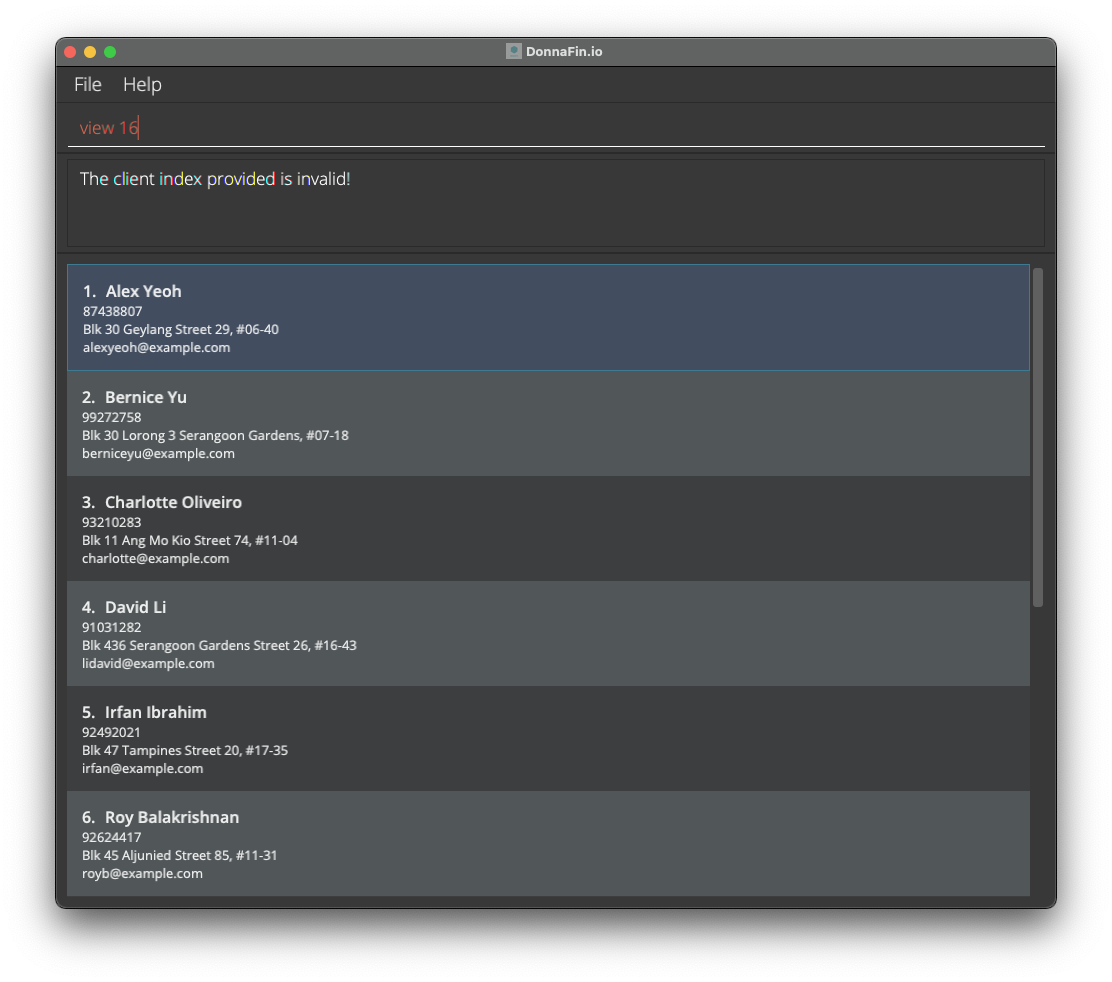 DonnaFin.io
File Help
view 16
The client index provided is invalid!
1. Alex Yeoh
87438807
Blk 30 Geylang Street 29, #06-40
alexyeoh@example.com
2. Bernice Yu
99272758
Blk 30 Lorong 3 Serangoon Gardens, #07-18
berniceyu@example.com
3. Charlotte Oliveiro
93210283
Blk 11 Ang Mo Kio Street 74, #11-04
charlotte@example.com
4. David Li
91031282
Blk 436 Serangoon Gardens Street 26, #16-43
lidavid@example.com
5. Irfan Ibrahim
92492021
Blk 47 Tampines Street 20, #17-35
irfan@example.com
6. Roy Balakrishnan
92624417
Blk 45 Aljunied Street 85, #11-31
royb@example.com